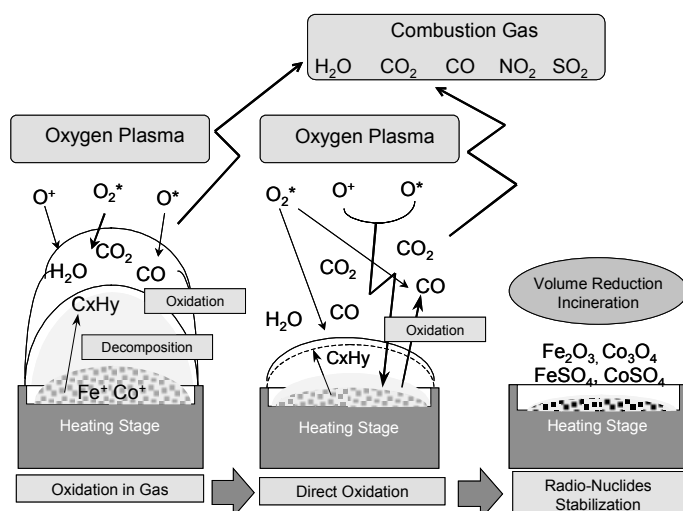 Combustion Gas
H₂O CO₂ CO NO₂ SO₂
Oxygen Plasma
O⁺ O₂* O*
CO₂
H₂O CO
Oxidation
CxHy
Decomposition
Fe⁺ Co⁺
Heating Stage
Oxidation in Gas
Oxygen Plasma
O₂* O⁺ O*
CO₂ CO₂
CO
H₂O CO
Oxidation
CxHy
Heating Stage
Direct Oxidation
Volume Reduction
Incineration
Fe₂O₃, Co₃O₄
FeSO₄, CoSO₄
Heating Stage
Radio-Nuclides
Stabilization